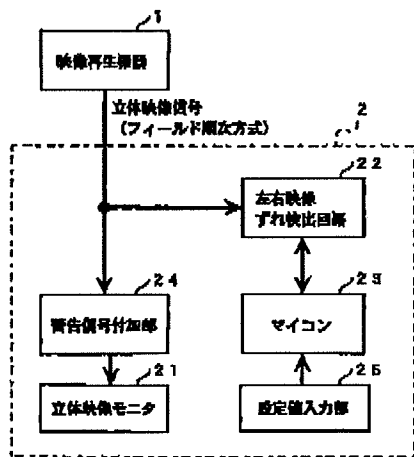 1
映像再生機器
立体映像信号
(フィールド順次方式)
2
22
左右映像
ずれ検出回路
24
23
警告信号付加部
マイコン
21
25
立体映像モニタ
設定値入力部